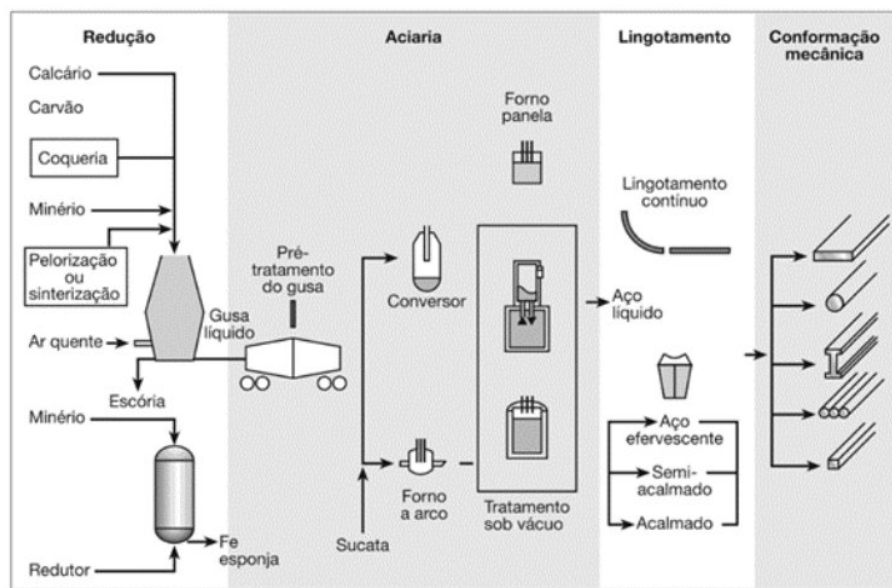 Redução
Calcário
Carvão
Coqueria
Minério
Pelorização
ou
sinterização
Ar quente
Gusa
líquido
Escória
Minério
Redutor
Fe
esponja
Aciaria
Pré-
tratamento
do gusa
Conversor
Forno
a arco
Sucata
Forno
panela
Tratamento
sob vácuo
Aço
líquido
Lingotamento
Lingotamento
contínuo
Aço
efervescente
Semi-
acalmado
Acalmado
Conformação
mecânica